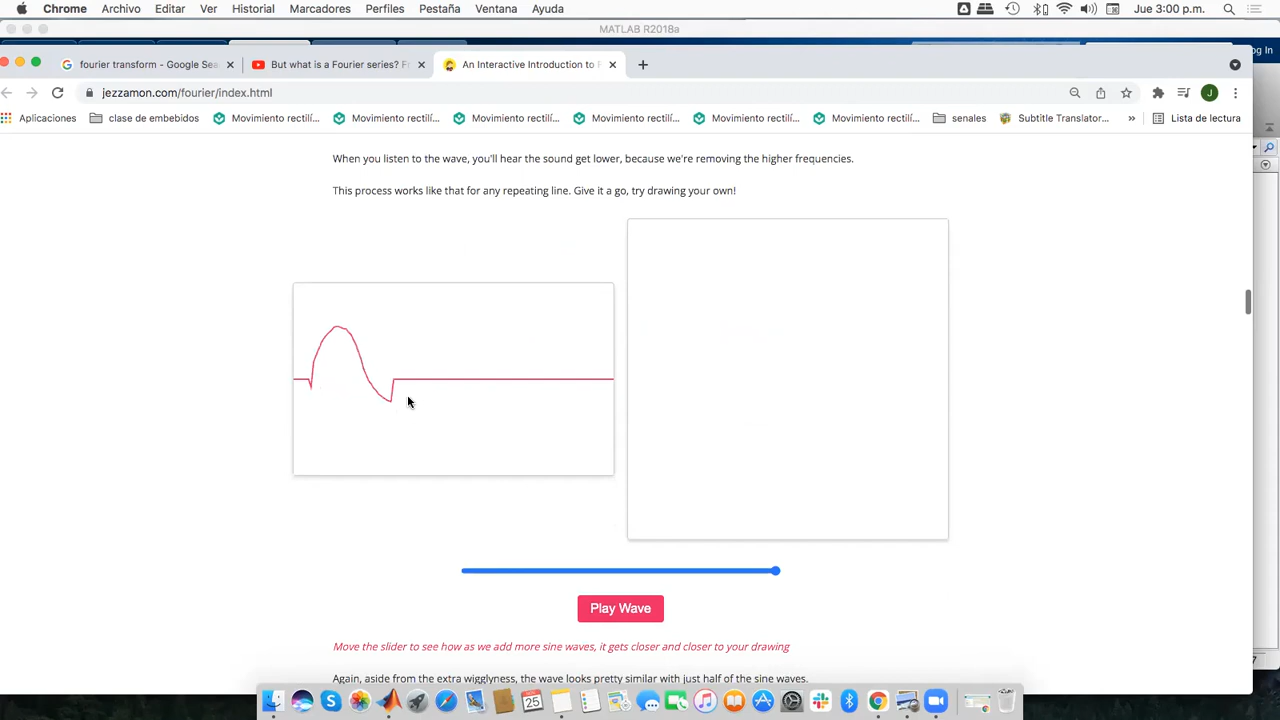 Chrome Archivo Editar Ver Historial Marcadores Perfiles Pestaña Ventana Ayuda Jue 3:00 p.m.
MATLAB R2018a
fourier transform - Google Sea But what is a Fourier series? Fr An Interactive Introduction to F
Log In
jezzamon.com/fourier/index.html J
Aplicaciones clase de embebidos Movimiento rectilí... Movimiento rectilí... Movimiento rectilí... Movimiento rectilí... Movimiento rectilí... Movimiento rectilí... senales Subtitle Translator... » Lista de lectura
When you listen to the wave, you'll hear the sound get lower, because we're removing the higher frequencies.
This process works like that for any repeating line. Give it a go, try drawing your own!
Play Wave
Move the slider to see how as we add more sine waves, it gets closer and closer to your drawing
Again, aside from the extra wigglyness, the wave looks pretty similar with just half of the sine waves.
25